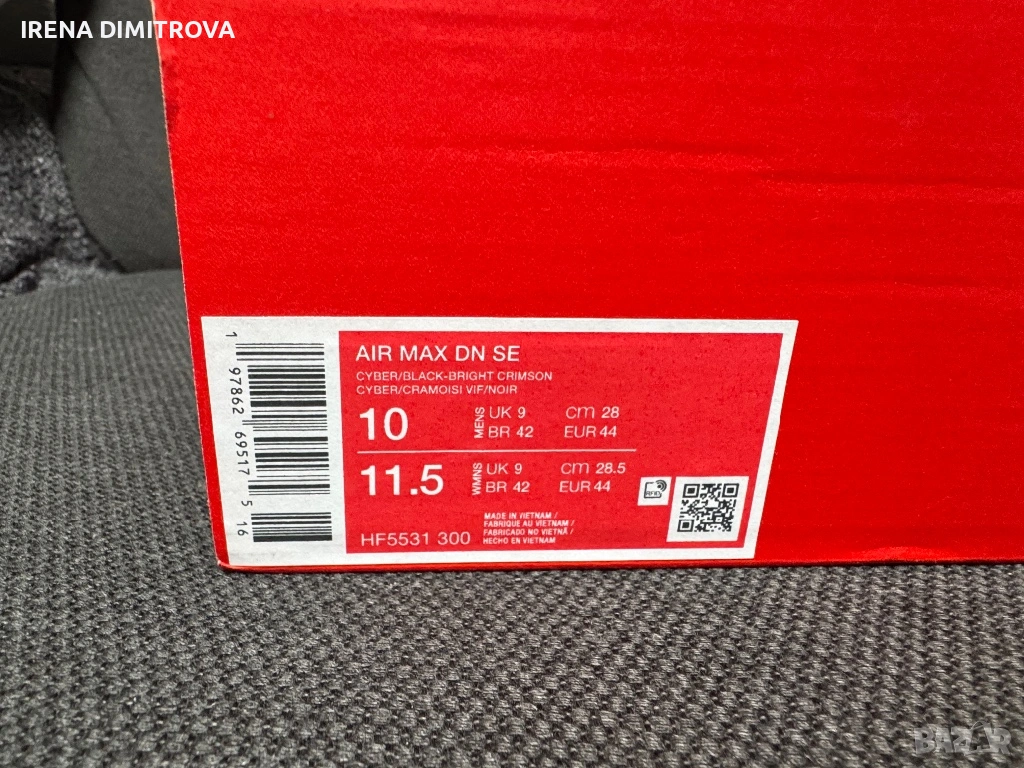 IRENA DIMITROVA
AIR MAX DN SE
CYBER/BLACK-BRIGHT CRIMSON
CYBER/CRAMOISI VIF/NOIR
10 MENS UK 9 cm 28
BR 42 EUR 44
11.5 WMNS UK 9 cm 28.5
BR 42 EUR 44
RFID
MADE IN VIETNAM /
FABRIQUE AU VIETNAM /
FABRICADO NO VIETNÃ /
HECHO EN VIETNAM
HF5531 300
1 97862 69517 5 16
BAZAR